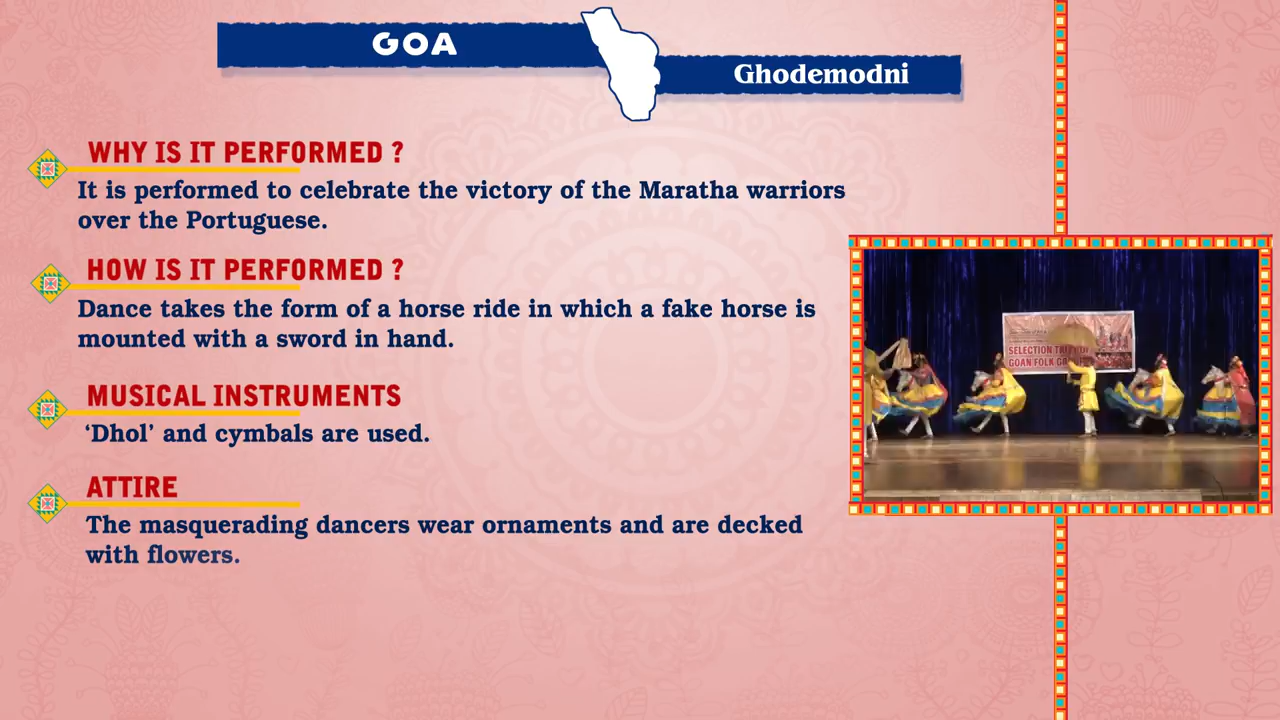 GOA
Ghodemodni
WHY IS IT PERFORMED ?
It is performed to celebrate the victory of the Maratha warriors
over the Portuguese.
HOW IS IT PERFORMED ?
Dance takes the form of a horse ride in which a fake horse is
mounted with a sword in hand.
MUSICAL INSTRUMENTS
‘Dhol’ and cymbals are used.
ATTIRE
The masquerading dancers wear ornaments and are decked
with flowers.
SELECTION
GOAN FOLK